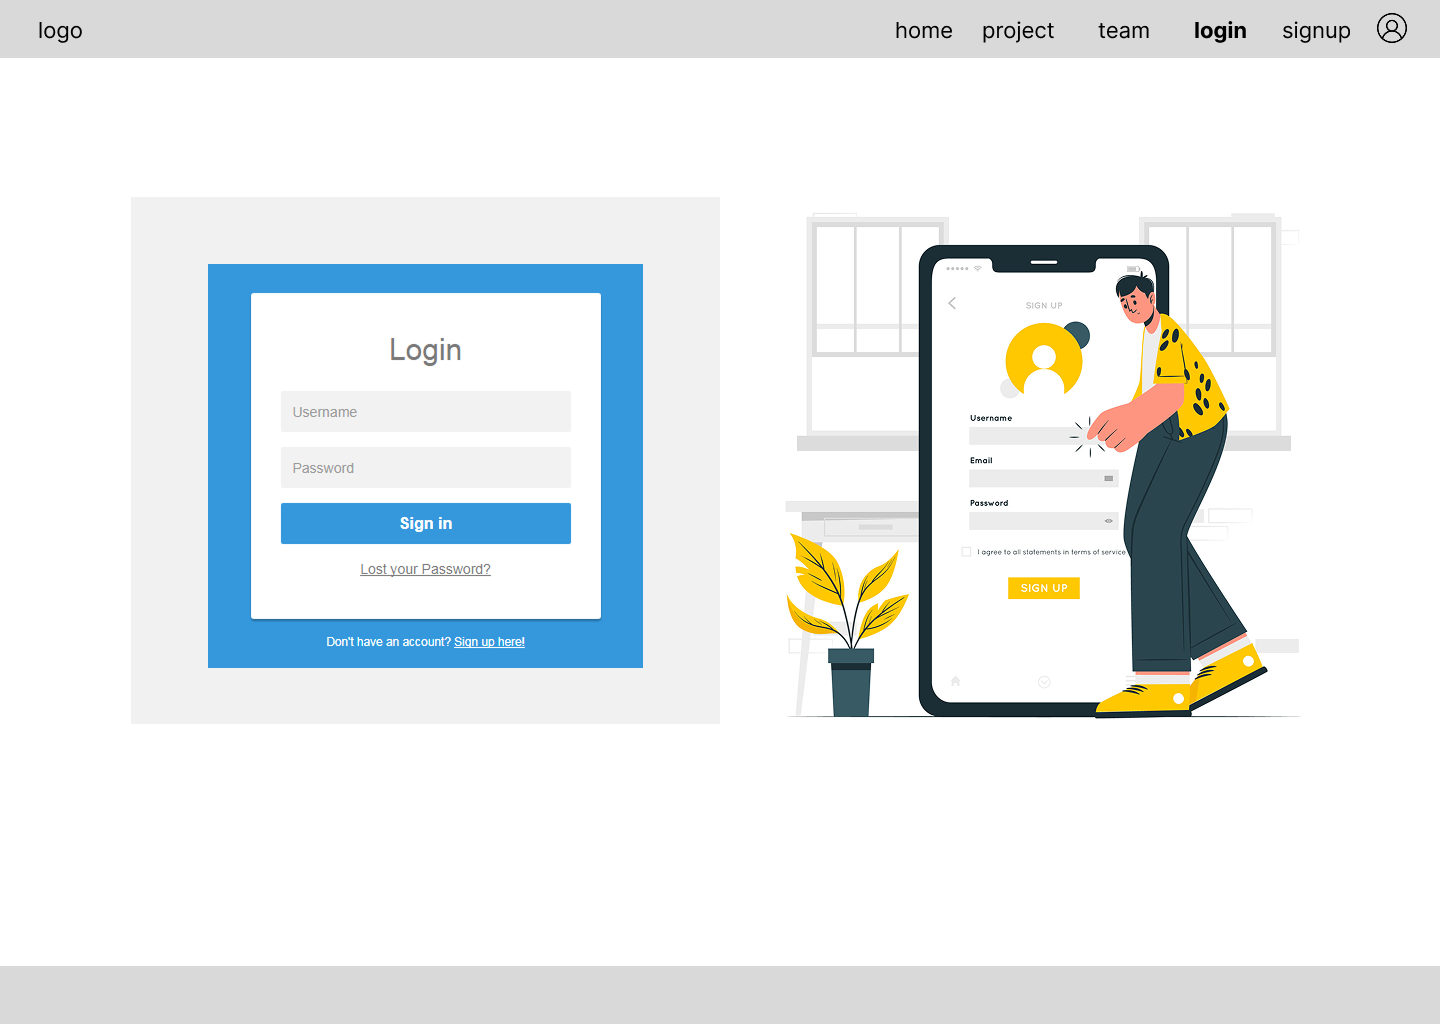 logo
home project team login signup
Login
Username
Password
Sign in
Lost your Password?
Don't have an account? Sign up here!
SIGN UP
Username
Email
Password
I agree to all statements in terms of service
SIGN UP